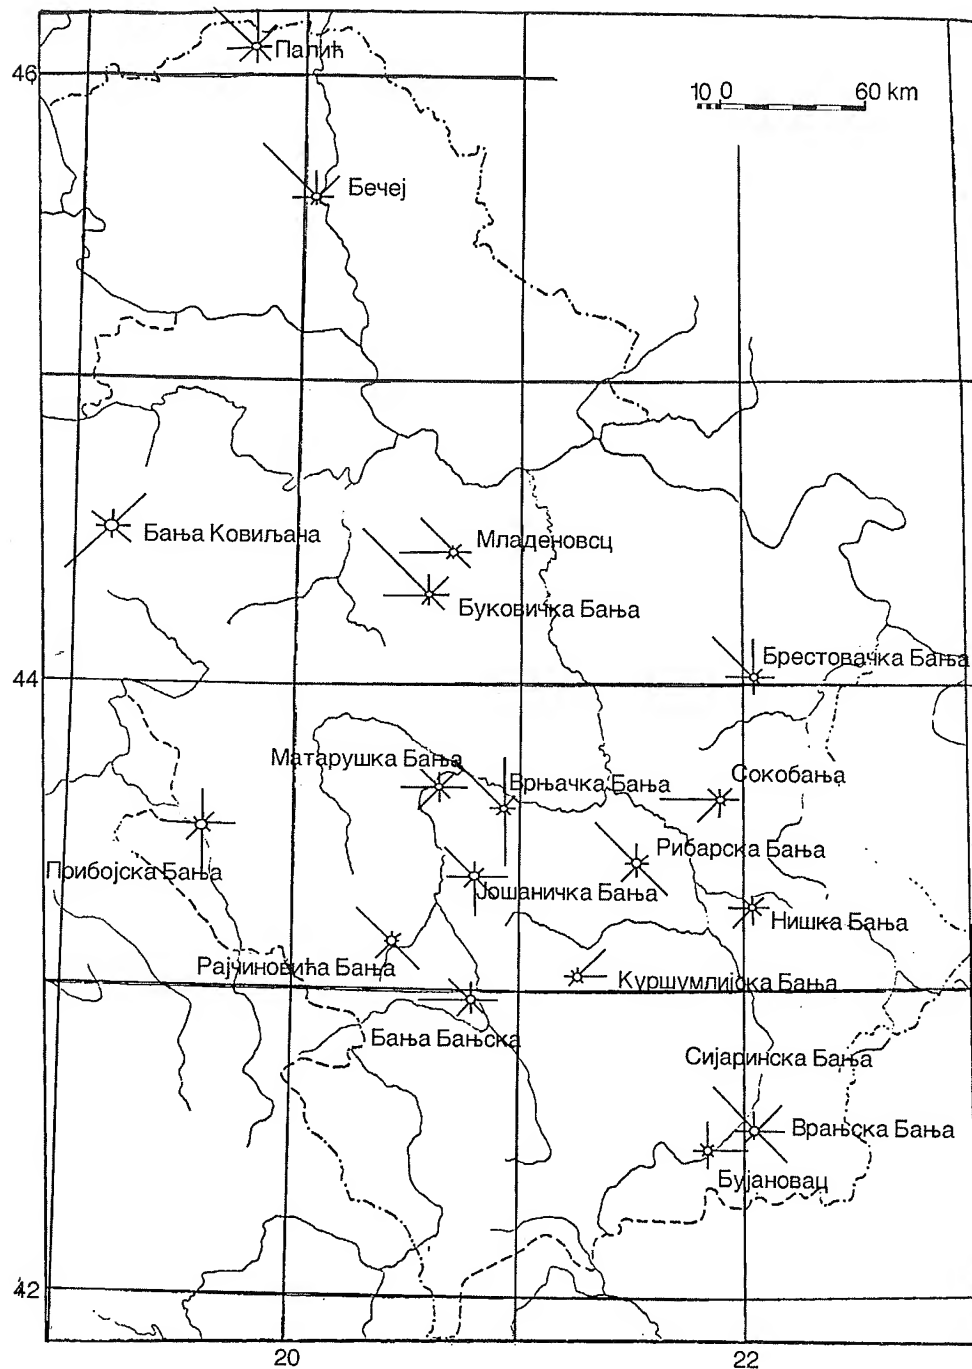 Палић
46
10 0 60 km
Бечеј
Бања Ковиљана
Младеновсц
Буковичка Бања
Брестовачка Бања
44
Матарушка Бања
Врњачка Бања
Сокобања
Рибарска Бања
Прибојска Бања
Јошаничка Бања
Нишка Бања
Рајчиновића Бања
Куршумлијска Бања
Бања Бањска
Сијаринска Бања
Врањска Бања
Бујановац
42
20
22